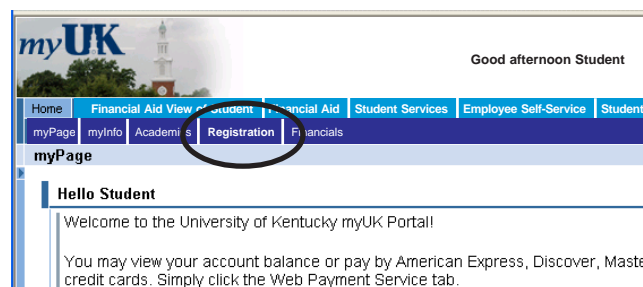 myUK
Good afternoon Student
Home Financial Aid View of Student Financial Aid Student Services Employee Self-Service Student
myPage myInfo Academics Registration Financials
myPage
Hello Student
Welcome to the University of Kentucky myUK Portal!
You may view your account balance or pay by American Express, Discover, Maste
credit cards. Simply click the Web Payment Service tab.